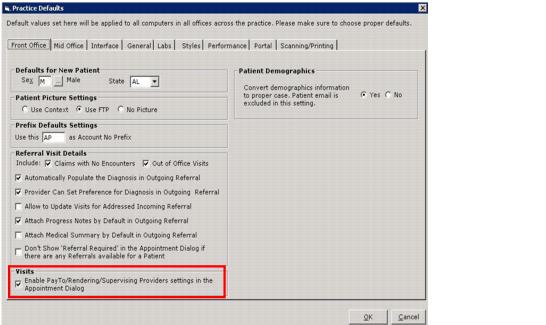 Practice Defaults
Default values set here will be applied to all computers in all offices across the practice. Please make sure to choose proper defaults.
Front Office Mid Office Interface General Labs Styles Performance Portal Scanning/Printing
Defaults for New Patient
Sex M ... Male State AL
Patient Picture Settings
Use Context Use FTP No Picture
Prefix Defaults Settings
Use this AP as Account No Prefix
Referral Visit Details
Include: Claims with No Encounters Out of Office Visits
Automatically Populate the Diagnosis in Outgoing Referral
Provider Can Set Preference for Diagnosis in Outgoing Referral
Allow to Update Visits for Addressed Incoming Referral
Attach Progress Notes by Default in Outgoing Referral
Attach Medical Summary by Default in Outgoing Referral
Don't Show 'Referral Required' in the Appointment Dialog if
there are any Referrals available for a Patient
Visits
Enable PayTo/Rendering/Supervising Providers settings in the
Appointment Dialog
Patient Demographics
Convert demographics information
to proper case. Patient email is
excluded in this setting.
Yes No
OK Cancel